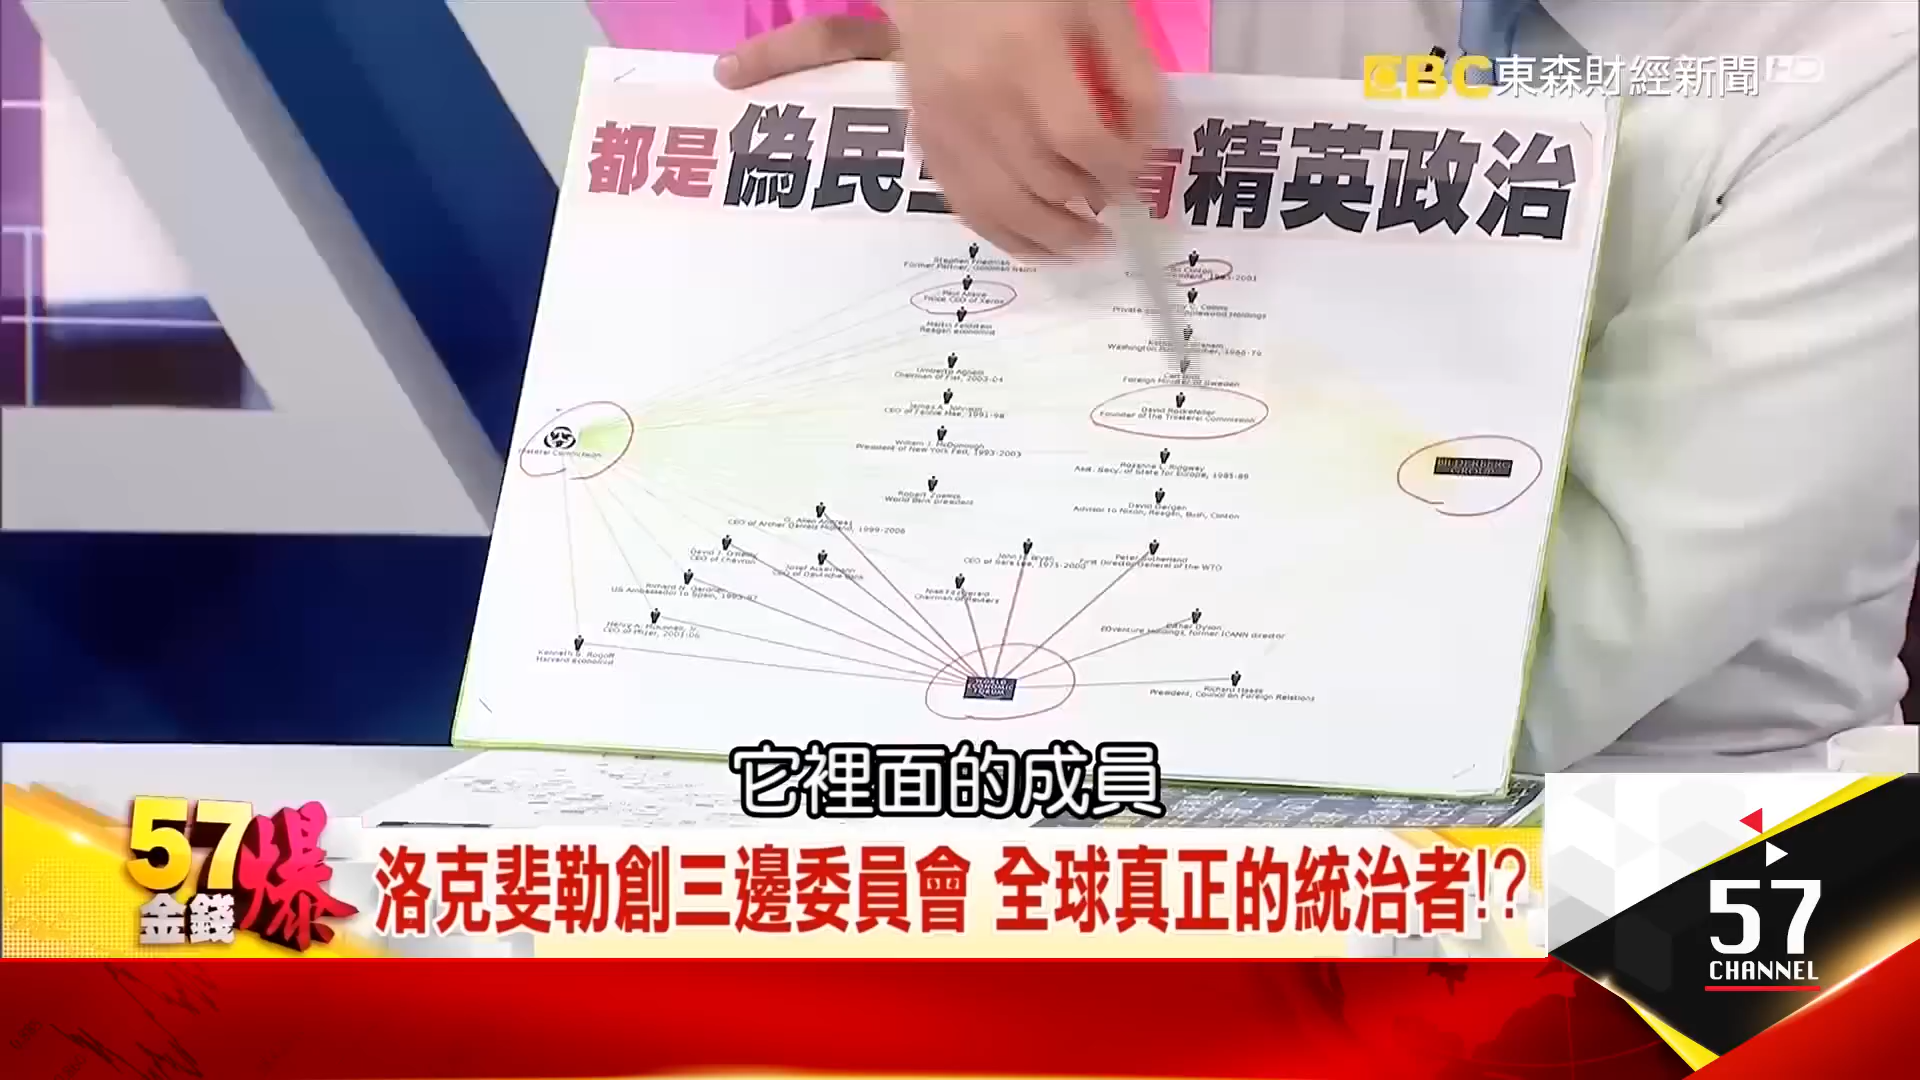 EBC 東森財經新聞 HD
都是偽民 有精英政治
Stephen Friedman
Former Partner, Goldman Sachs
Paul Allaire
Former CEO of Xerox
Martin Feldstein
Reagan economist
Umberto Agnelli
Chairman of Fiat, 2003-04
James A. Johnson
CEO of Fannie Mae, 1991-98
William J. McDonough
President of New York Fed, 1993-2003
Robert Zoellick
World Bank president
Clinton
1993-2001
C. Collins
Foreign Minister of Sweden
David Rockefeller
Founder of the Trilateral Commission
Rozanne L. Ridgway
Asst. Secy. of State for Europe, 1985-89
David Gergen
Advisor to Nixon, Reagan, Bush, Clinton
BILDERBERG
GROUP
G. Allen Andreas
CEO of Archer Daniels Midland, 1999-2006
David J. O'Reilly
CEO of Chevron
Josef Ackermann
CEO of Deutsche Bank
John H. Bryan
CEO of Sara Lee, 1975-2000
Peter Sutherland
First Director General of the WTO
Richard N. Gardner
US Ambassador to Spain, 1993-97
Niall FitzGerald
Chairman of Reuters
Henry A. McKinnell, Jr.
CEO of Pfizer, 2001-06
Esther Dyson
EDventure Holdings, former ICANN director
Kenneth S. Rogoff
Harvard economist
WORLD
ECONOMIC
FORUM
Richard Haass
President, Council on Foreign Relations
它裡面的成員
57金錢爆
洛克斐勒創三邊委員會 全球真正的統治者!?
57
CHANNEL